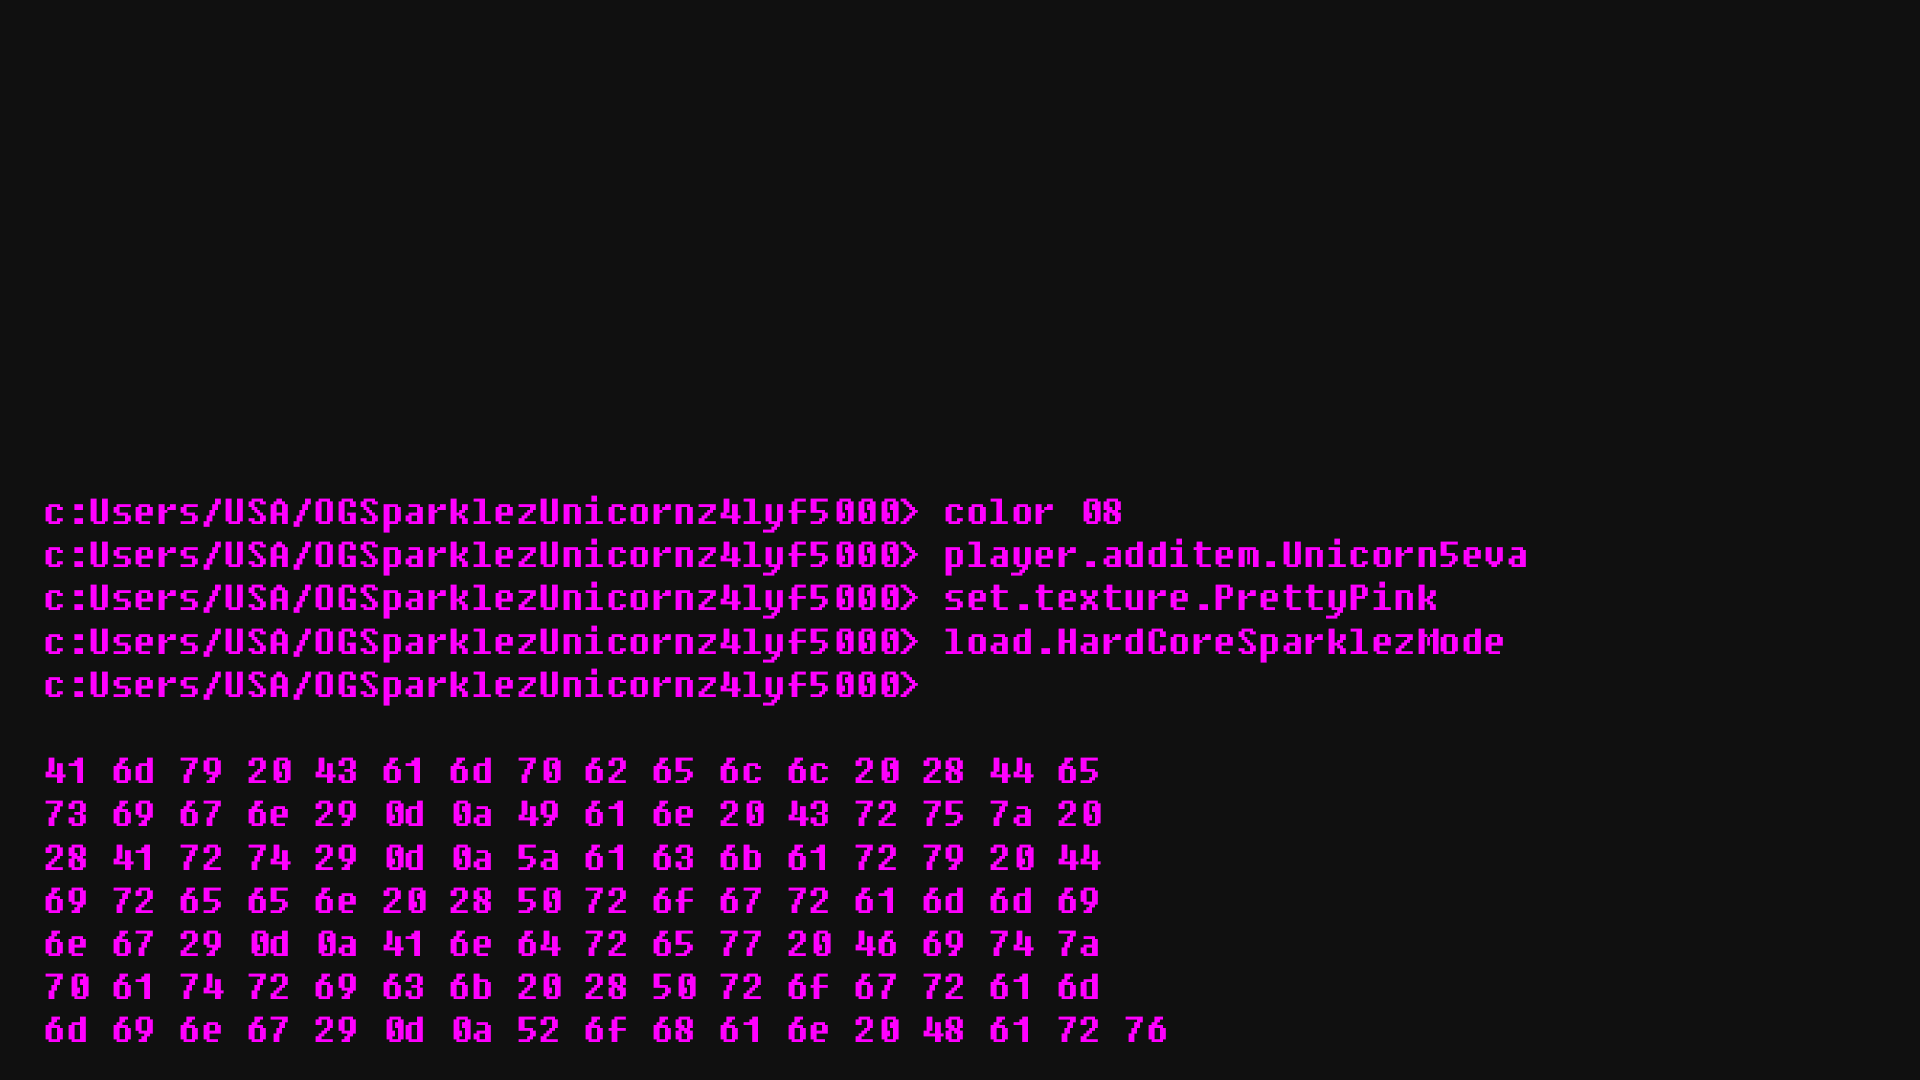 c:Users/USA/OGSparklezUnicornz4lyf5000> color 08
c:Users/USA/OGSparklezUnicornz4lyf5000> player.additem.Unicorn5eva
c:Users/USA/OGSparklezUnicornz4lyf5000> set.texture.PrettyPink
c:Users/USA/OGSparklezUnicornz4lyf5000> load.HardCoreSparklezMode
c:Users/USA/OGSparklezUnicornz4lyf5000>
41 6d 79 20 43 61 6d 70 62 65 6c 6c 20 28 44 65
73 69 67 6e 29 0d 0a 49 61 6e 20 43 72 75 7a 20
28 41 72 74 29 0d 0a 5a 61 63 6b 61 72 79 20 44
69 72 65 65 6e 20 28 50 72 6f 67 72 61 6d 6d 69
6e 67 29 0d 0a 41 6e 64 72 65 77 20 46 69 74 7a
70 61 74 72 69 63 6b 20 28 50 72 6f 67 72 61 6d
6d 69 6e 67 29 0d 0a 52 6f 68 61 6e 20 48 61 72 76